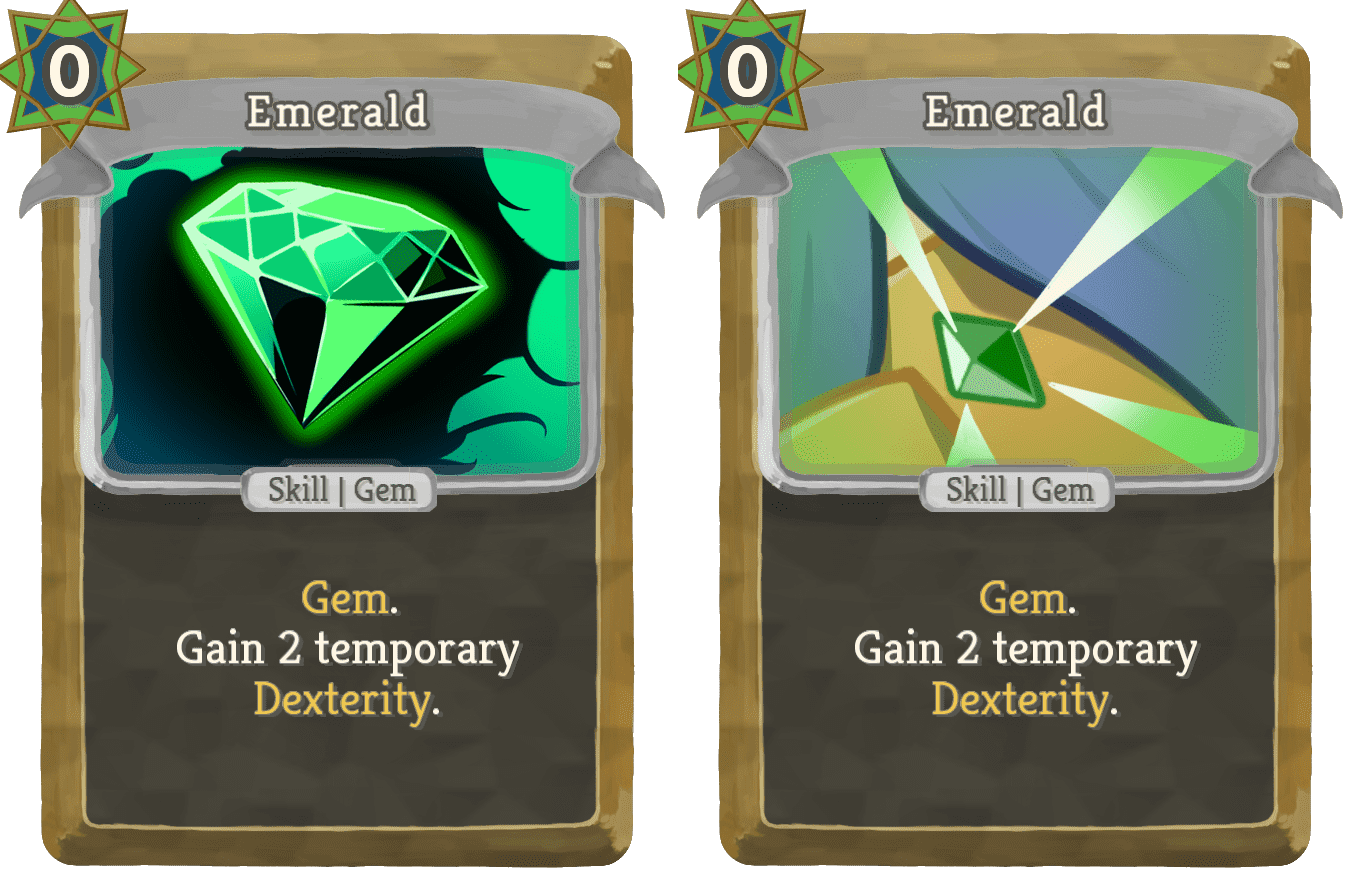 0
Emerald
Skill | Gem
Gem.
Gain 2 temporary
Dexterity.
0
Emerald
Skill | Gem
Gem.
Gain 2 temporary
Dexterity.